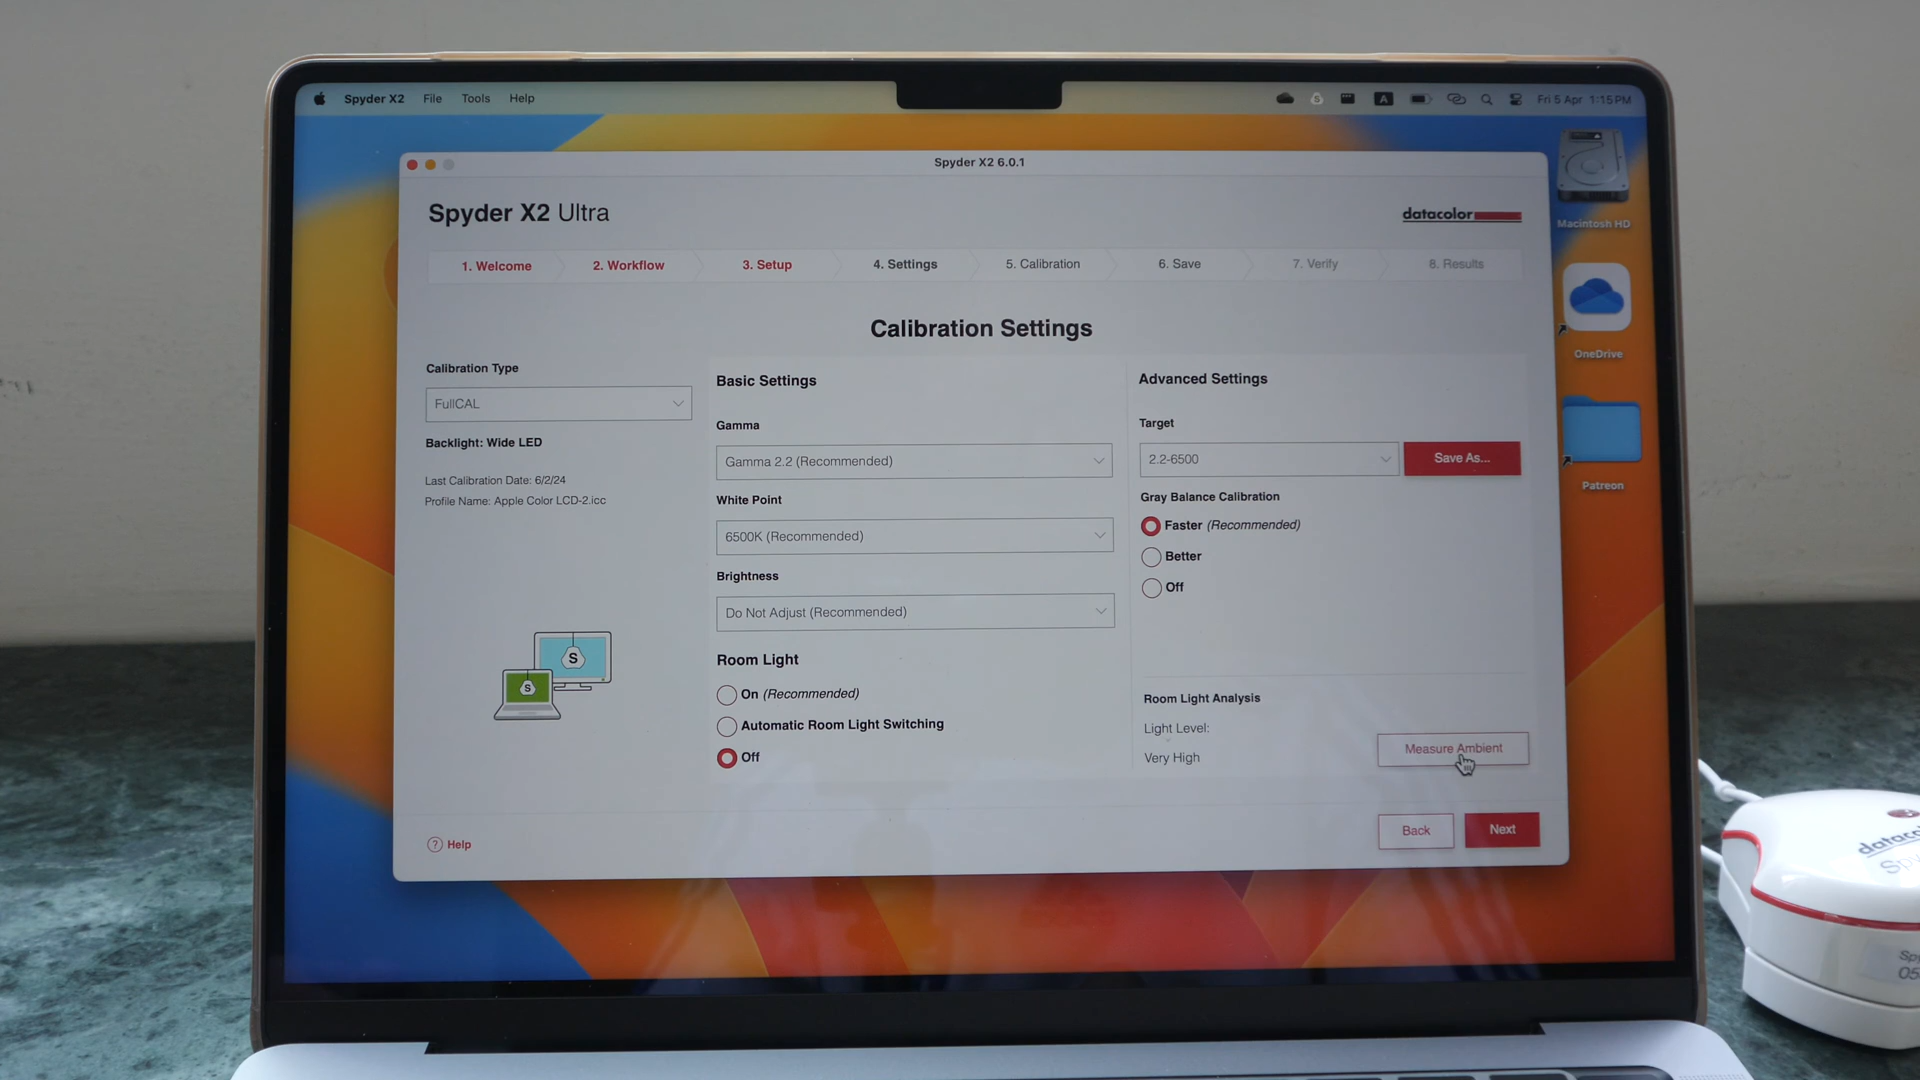 Spyder X2 File Tools Help
A
Fri 5 Apr 1:15 PM
Spyder X2 6.0.1
Spyder X2 Ultra
datacolor
1. Welcome
2. Workflow
3. Setup
4. Settings
5. Calibration
6. Save
7. Verify
8. Results
Calibration Settings
Calibration Type
FullCAL
Backlight: Wide LED
Last Calibration Date: 6/2/24
Profile Name: Apple Color LCD-2.icc
S
S
Basic Settings
Gamma
Gamma 2.2 (Recommended)
White Point
6500K (Recommended)
Brightness
Do Not Adjust (Recommended)
Room Light
On (Recommended)
Automatic Room Light Switching
Off
Advanced Settings
Target
2.2-6500
Save As...
Gray Balance Calibration
Faster (Recommended)
Better
Off
Room Light Analysis
Light Level:
Very High
Measure Ambient
? Help
Back
Next
Macintosh HD
OneDrive
Patreon